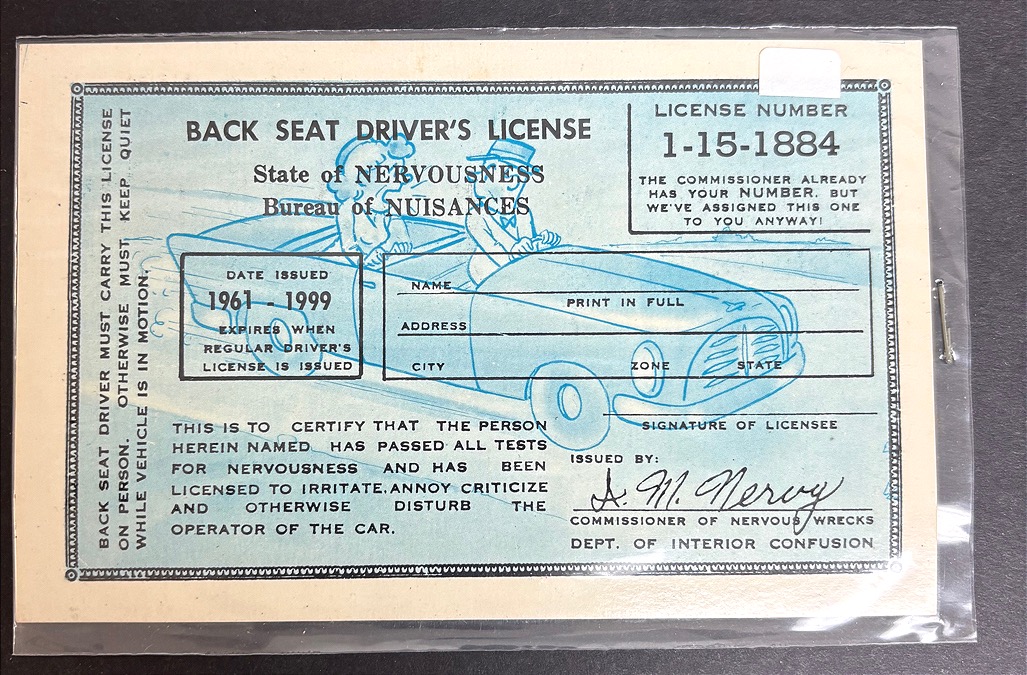 BACK SEAT DRIVER MUST CARRY THIS LICENSE
ON PERSON. OTHERWISE MUST KEEP QUIET
WHILE VEHICLE IS IN MOTION.
BACK SEAT DRIVER'S LICENSE
State of NERVOUSNESS
Bureau of NUISANCES
LICENSE NUMBER
1-15-1884
THE COMMISSIONER ALREADY
HAS YOUR NUMBER. BUT
WE'VE ASSIGNED THIS ONE
TO YOU ANYWAY!
DATE ISSUED
1961 - 1999
EXPIRES WHEN
REGULAR DRIVER'S
LICENSE IS ISSUED
NAME
PRINT IN FULL
ADDRESS
CITY ZONE STATE
SIGNATURE OF LICENSEE
THIS IS TO CERTIFY THAT THE PERSON
HEREIN NAMED HAS PASSED ALL TESTS
FOR NERVOUSNESS AND HAS BEEN
LICENSED TO IRRITATE, ANNOY CRITICIZE
AND OTHERWISE DISTURB THE
OPERATOR OF THE CAR.
ISSUED BY:
I. M. Nervoy
COMMISSIONER OF NERVOUS WRECKS
DEPT. OF INTERIOR CONFUSION